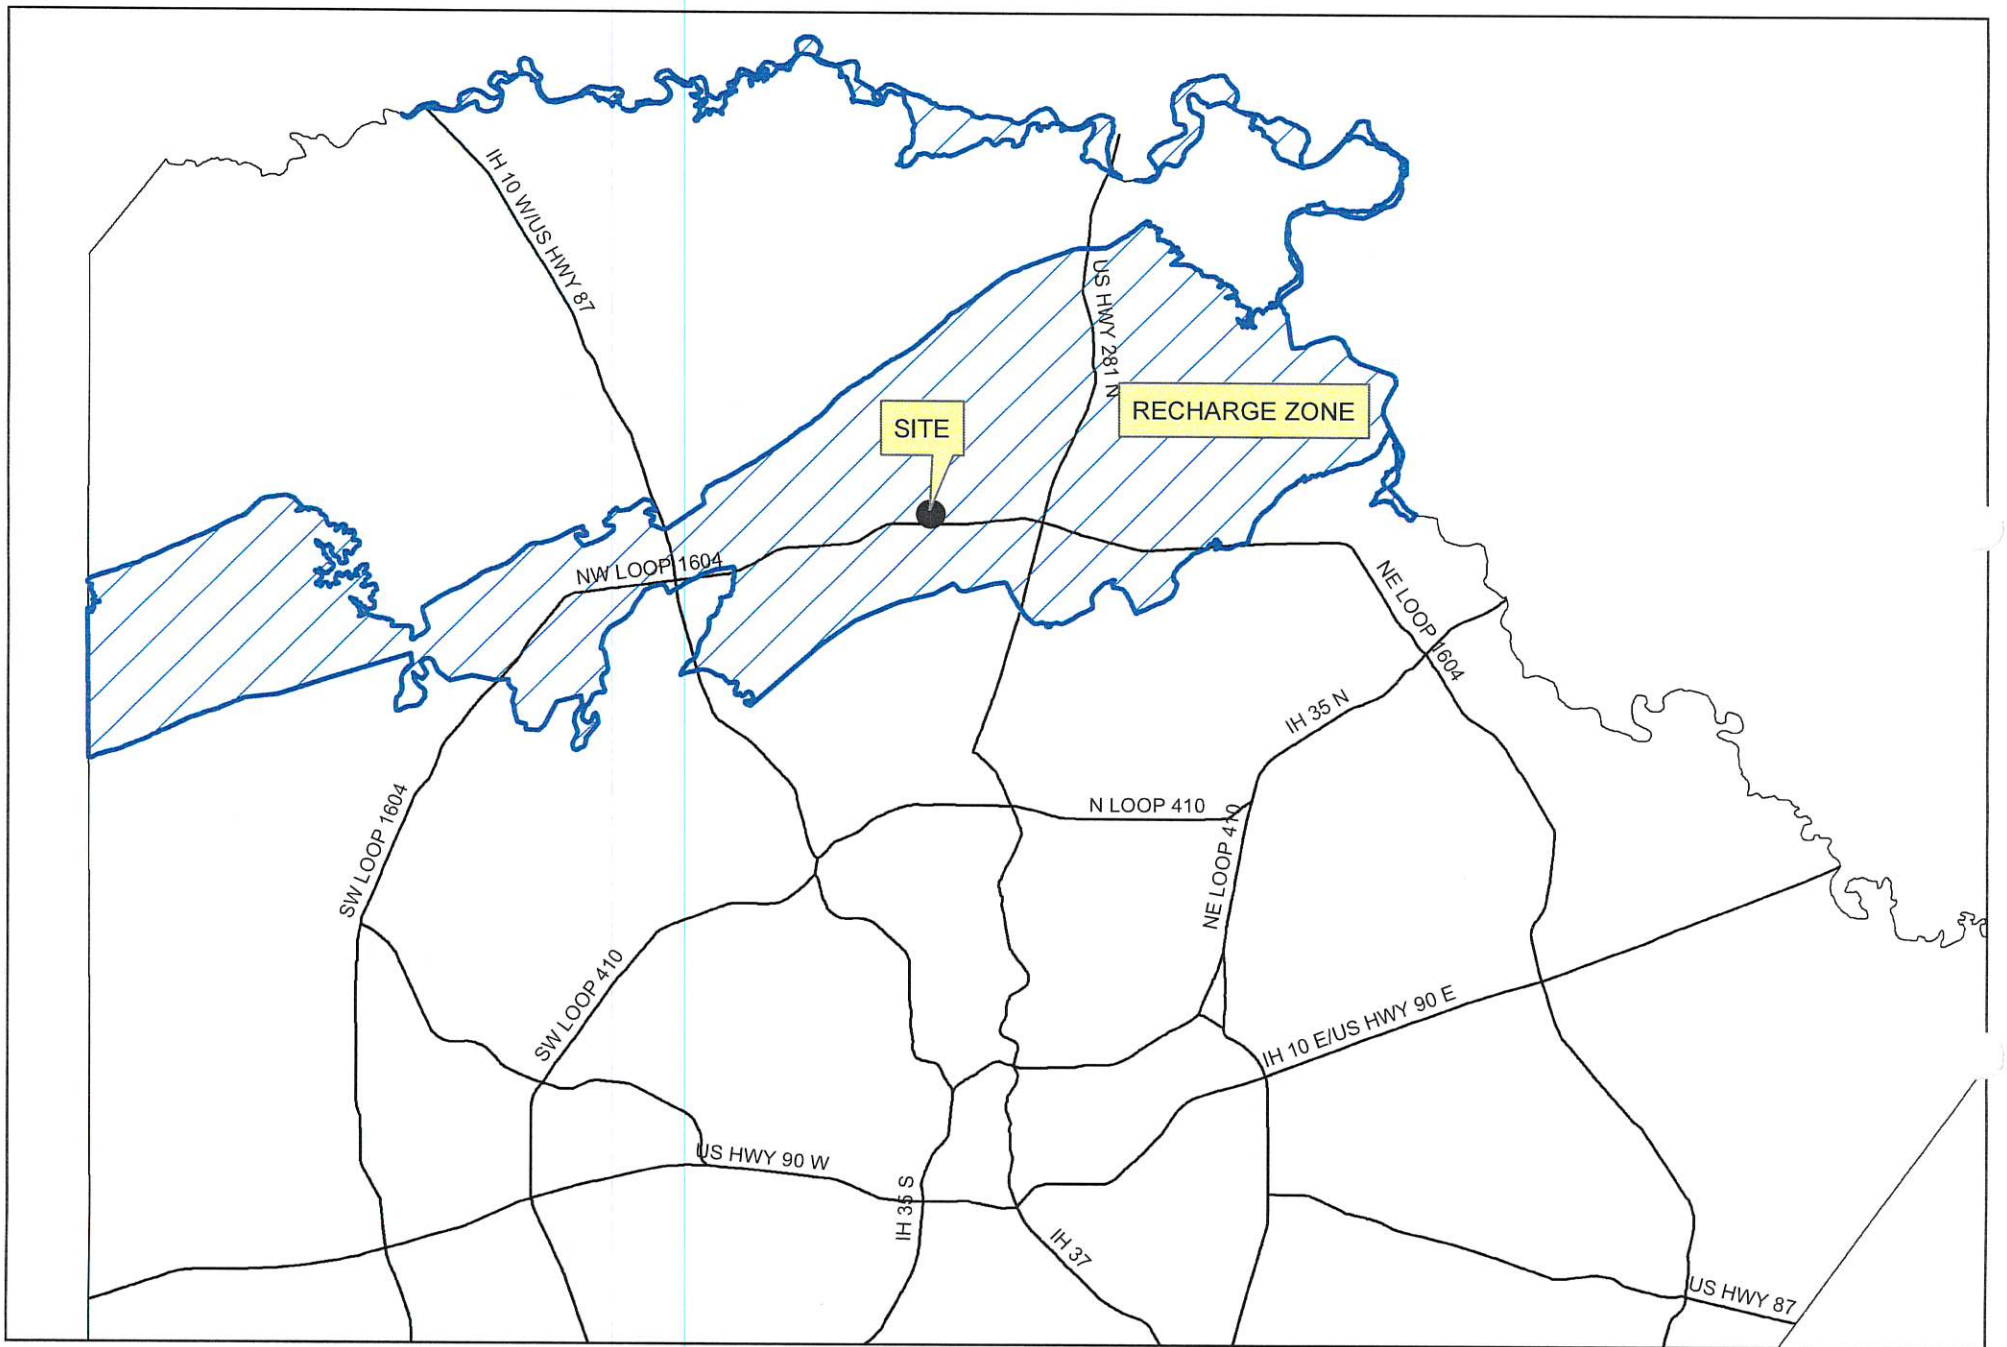 IH 10 W/US HWY 87
US HWY 281 N
RECHARGE ZONE
SITE
NW LOOP 1604
NE LOOP 1604
IH 35 N
N LOOP 410
SW LOOP 1604
NE LOOP 410
SW LOOP 410
IH 10 E/US HWY 90 E
US HWY 90 W
IH 35 S
IH 37
US HWY 87